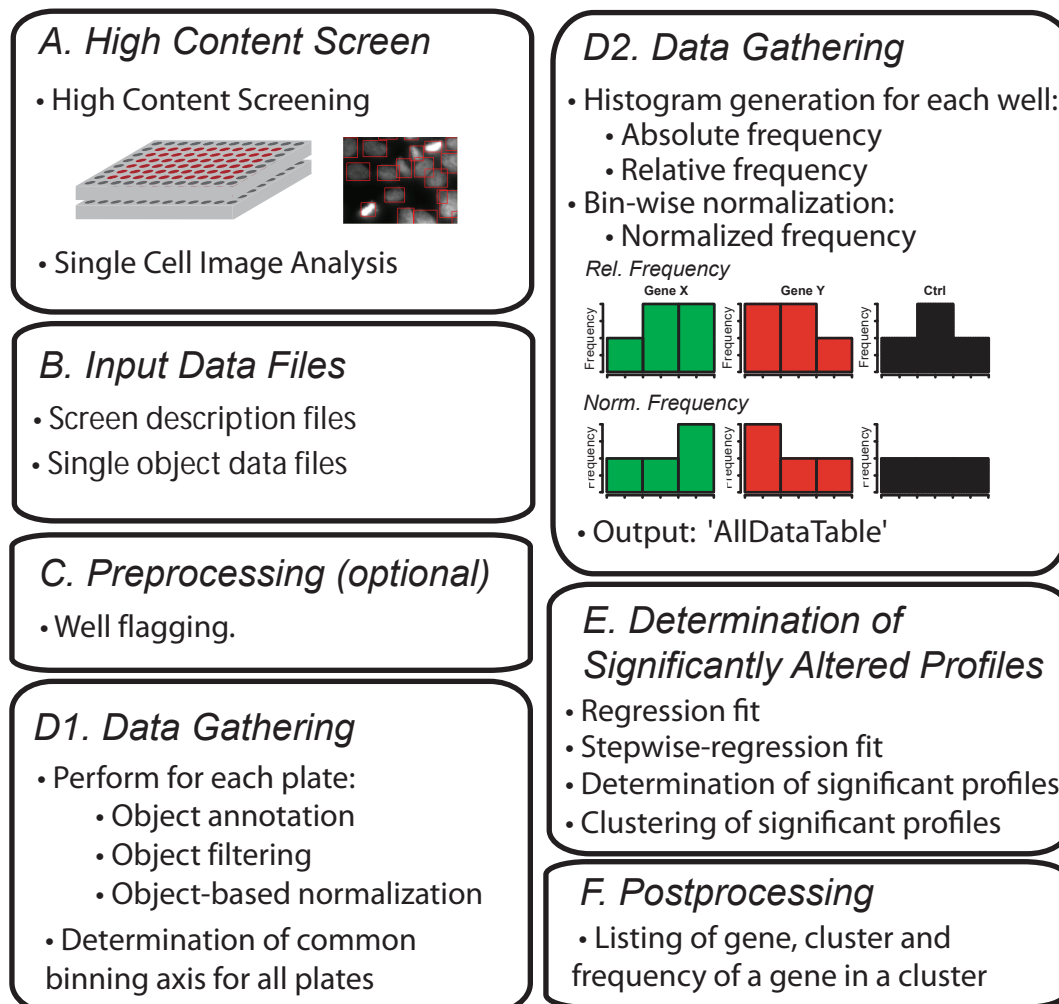 A. High Content Screen
• High Content Screening
• Single Cell Image Analysis
B. Input Data Files
• Screen description files
• Single object data files
C. Preprocessing (optional)
• Well flagging.
D1. Data Gathering
• Perform for each plate:
• Object annotation
• Object filtering
• Object-based normalization
• Determination of common
binning axis for all plates
D2. Data Gathering
• Histogram generation for each well:
• Absolute frequency
• Relative frequency
• Bin-wise normalization:
• Normalized frequency
Rel. Frequency
Gene X Gene Y Ctrl
Frequency Frequency Frequency
Norm. Frequency
Frequency Frequency Frequency
• Output: 'AllDataTable'
E. Determination of
Significantly Altered Profiles
• Regression fit
• Stepwise-regression fit
• Determination of significant profiles
• Clustering of significant profiles
F. Postprocessing
• Listing of gene, cluster and
frequency of a gene in a cluster